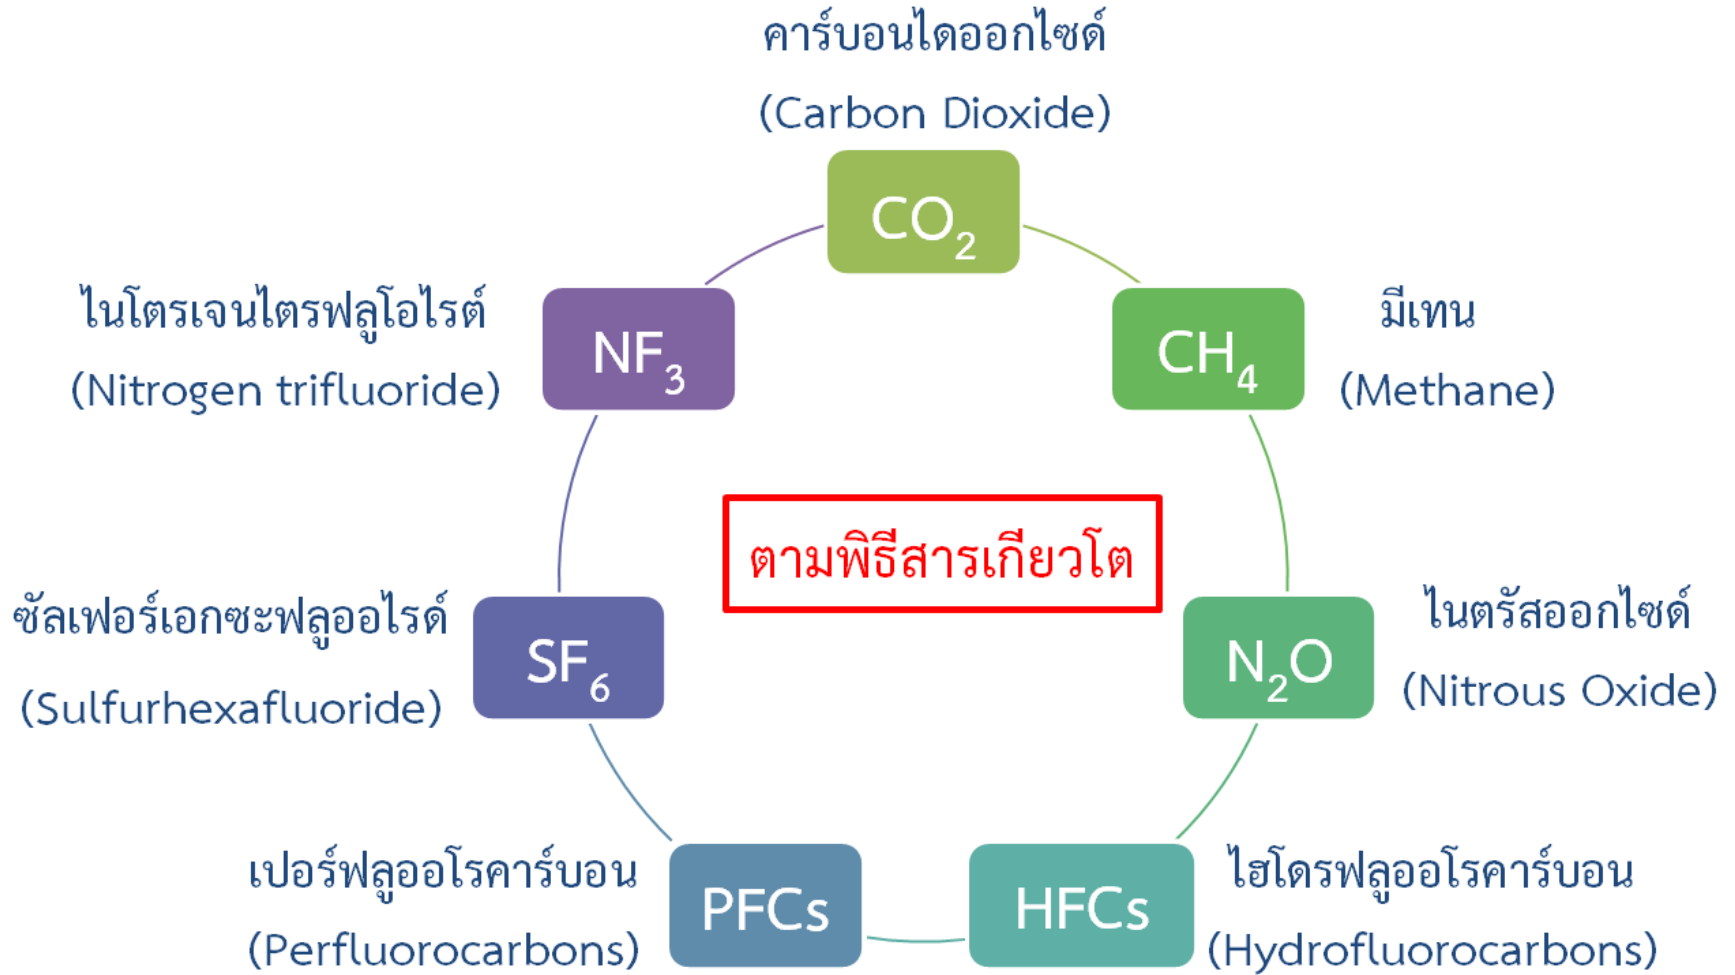 คาร์บอนไดออกไซด์
(Carbon Dioxide)
CO₂
ไนโตรเจนไตรฟลูโอไรต์
(Nitrogen trifluoride)
NF₃
CH₄
มีเทน
(Methane)
ตามพิธีสารเกียวโต
ซัลเฟอร์เอกซะฟลูออไรด์
(Sulfurhexafluoride)
SF₆
N₂O
ไนตรัสออกไซด์
(Nitrous Oxide)
เปอร์ฟลูออโรคาร์บอน
(Perfluorocarbons)
PFCs
HFCs
ไฮโดรฟลูออโรคาร์บอน
(Hydrofluorocarbons)